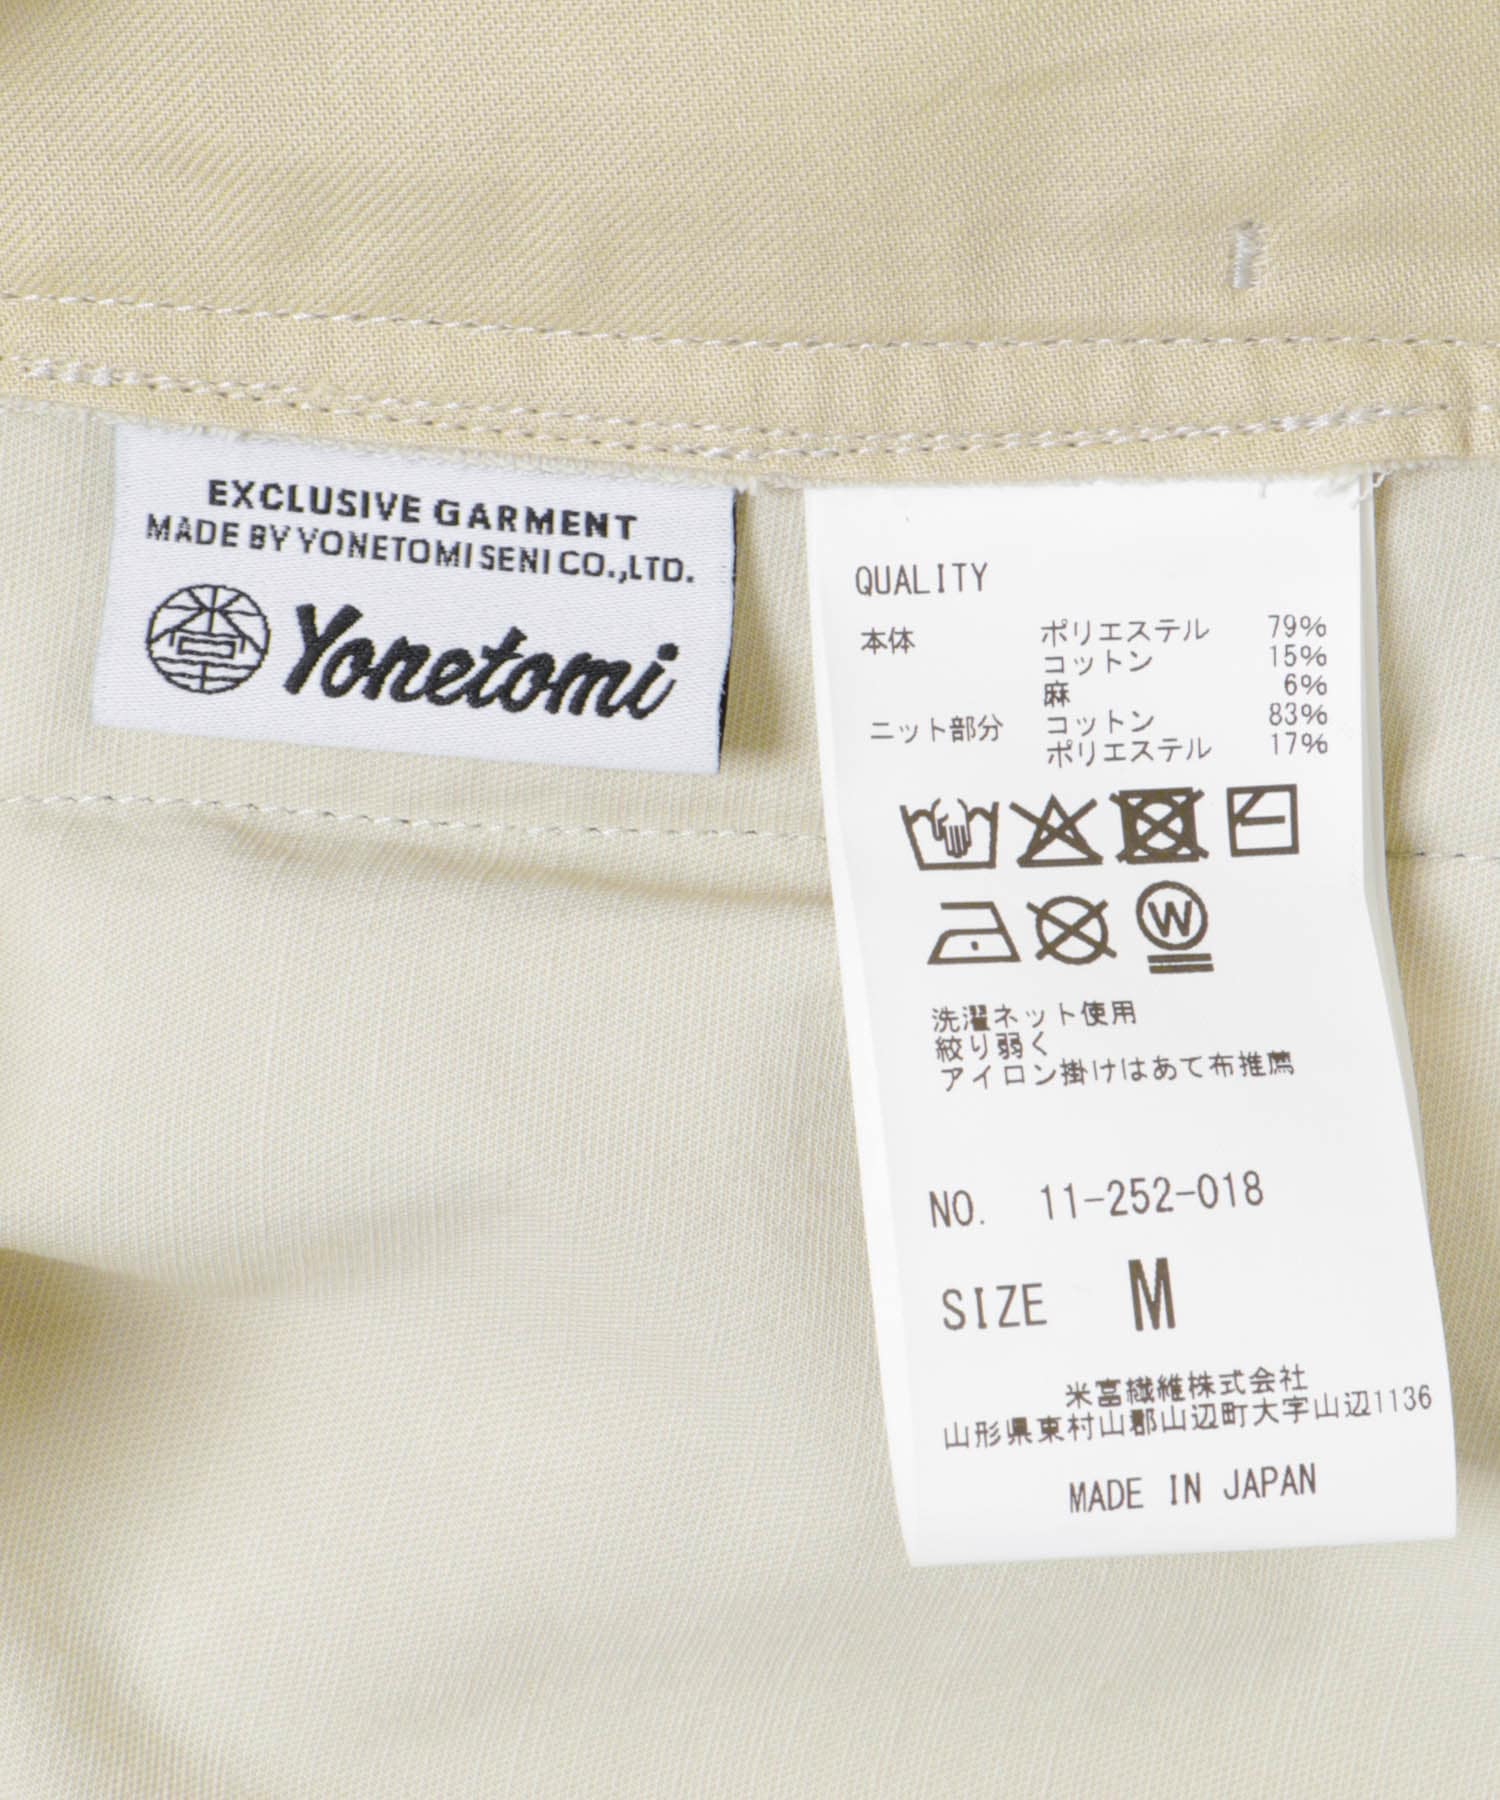 EXCLUSIVE GARMENT
MADE BY YONETOMI SENI CO.,LTD.
Yonetomi
QUALITY
本体 ポリエステル 79%
コットン 15%
麻 6%
ニット部分 コットン 83%
ポリエステル 17%
W
洗濯ネット使用
絞り弱く
アイロン掛けはあて布推薦
NO. 11-252-018
SIZE M
米富繊維株式会社
山形県東村山郡山辺町大字山辺1136
MADE IN JAPAN